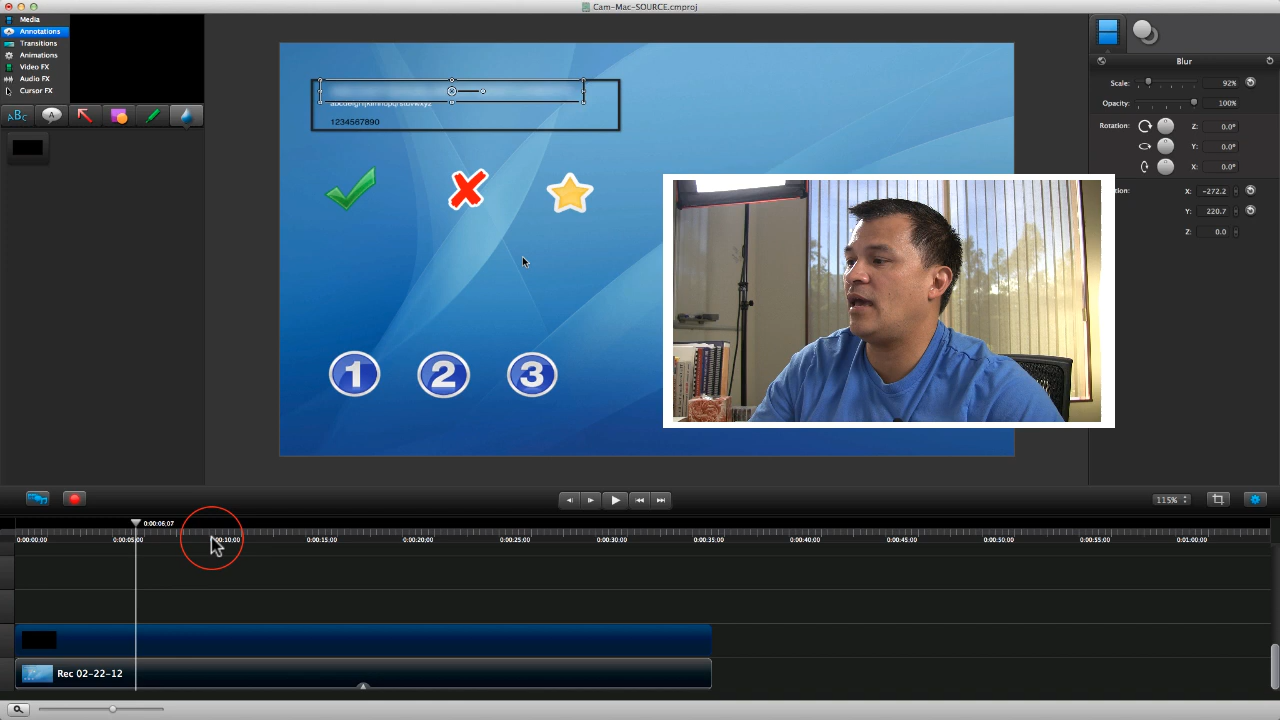 Cam-Mac-SOURCE.cmproj
Media
Annotations
Transitions
Animations
Video FX
Audio FX
Cursor FX
ABC
A
abcdefghijklmnopqrstuvwxyz
1234567890
1 2 3
Blur
Scale: 92%
Opacity: 100%
Rotation: Z: 0.0°
Y: 0.0°
X: 0.0°
tion: X: -272.2
Y: 220.7
Z: 0.0
115%
0:00:06;07
0:00:00;00 0:00:05;00 0:00:10;00 0:00:15;00 0:00:20;00 0:00:25;00 0:00:30;00 0:00:35;00 0:00:40;00 0:00:45;00 0:00:50;00 0:00:55;00 0:01:00;00
Rec 02-22-12